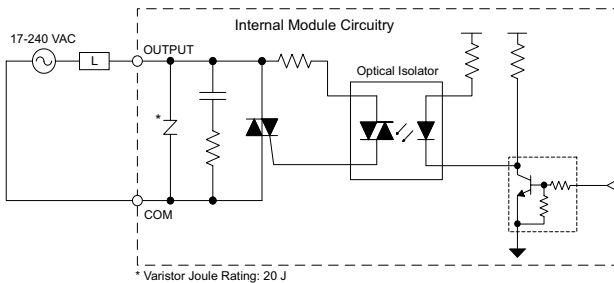 Internal Module Circuitry
17-240 VAC
OUTPUT
L
Optical Isolator
*
COM
* Varistor Joule Rating: 20 J